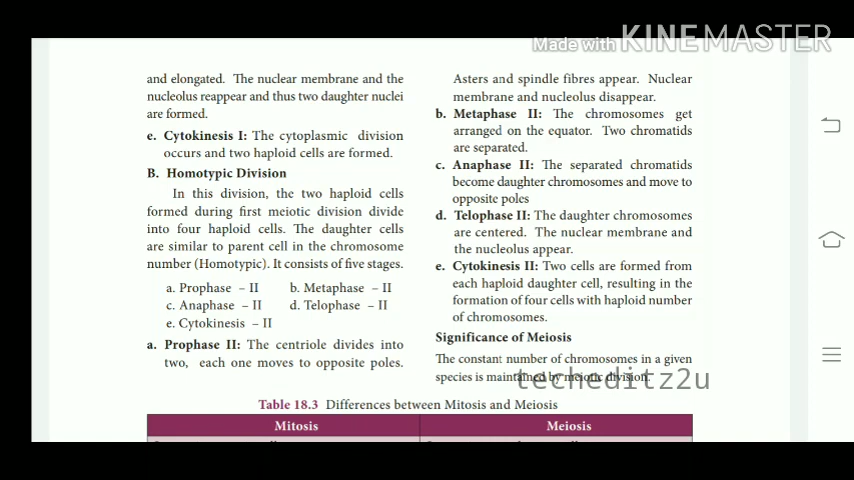 Made with KINEMASTER
and elongated. The nuclear membrane and the
nucleolus reappear and thus two daughter nuclei
are formed.
e. Cytokinesis I: The cytoplasmic division
occurs and two haploid cells are formed.
B. Homotypic Division
In this division, the two haploid cells
formed during first meiotic division divide
into four haploid cells. The daughter cells
are similar to parent cell in the chromosome
number (Homotypic). It consists of five stages.
a. Prophase – II b. Metaphase – II
c. Anaphase – II d. Telophase – II
e. Cytokinesis – II
a. Prophase II: The centriole divides into
two, each one moves to opposite poles.
Asters and spindle fibres appear. Nuclear
membrane and nucleolus disappear.
b. Metaphase II: The chromosomes get
arranged on the equator. Two chromatids
are separated.
c. Anaphase II: The separated chromatids
become daughter chromosomes and move to
opposite poles
d. Telophase II: The daughter chromosomes
are centered. The nuclear membrane and
the nucleolus appear.
e. Cytokinesis II: Two cells are formed from
each haploid daughter cell, resulting in the
formation of four cells with haploid number
of chromosomes.
Significance of Meiosis
The constant number of chromosomes in a given
species is maintained by meiotic division.
techeditz2u
Table 18.3 Differences between Mitosis and Meiosis
Mitosis Meiosis